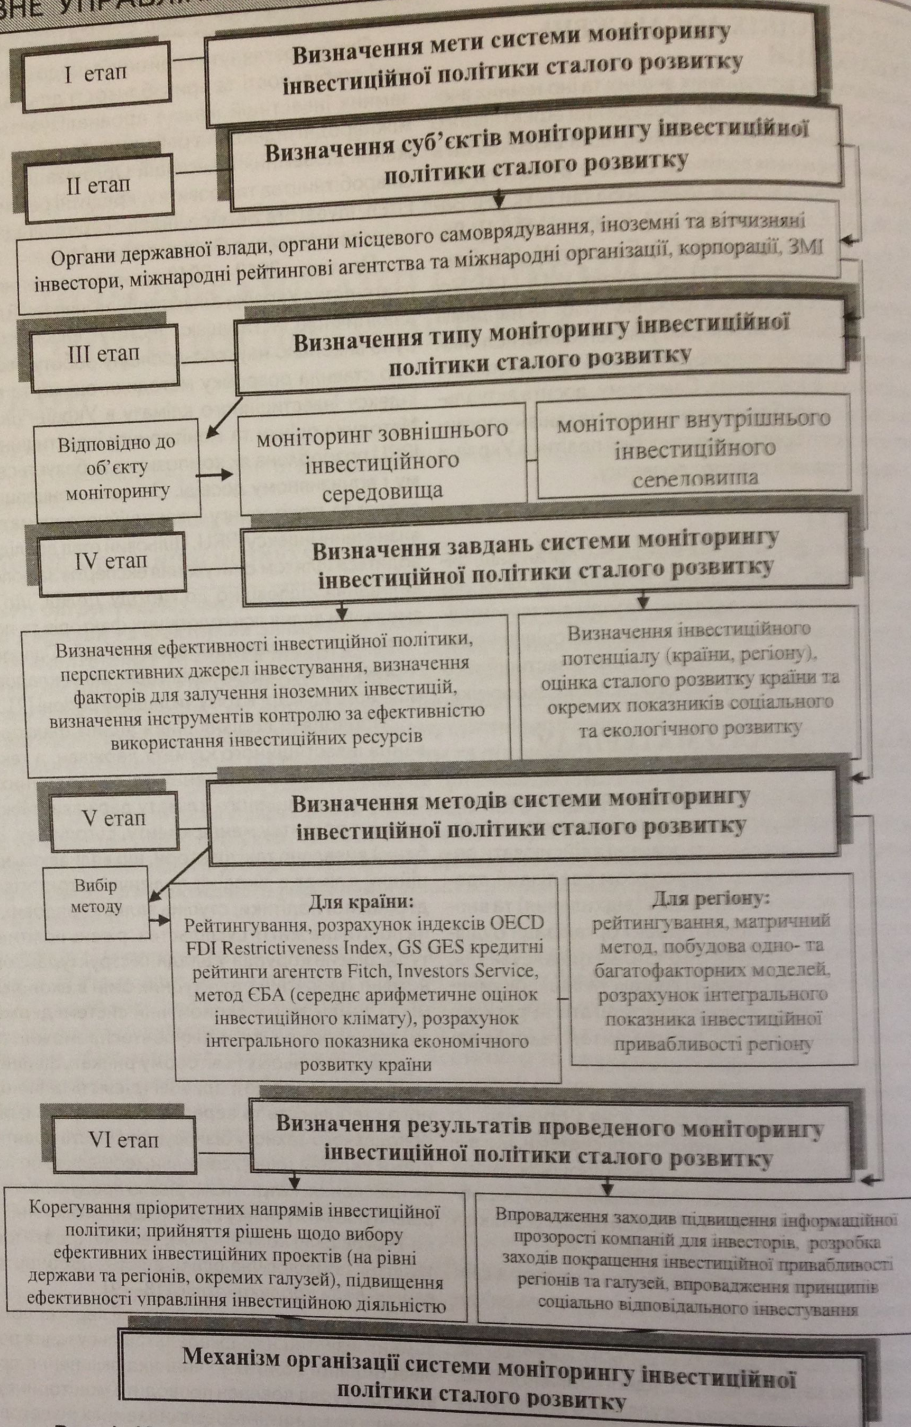 ВНЕ УПРАВЛІН
І етап
Визначення мети системи моніторингу
інвестиційної політики сталого розвитку
ІІ етап
Визначення суб’єктів моніторингу інвестиційної
політики сталого розвитку
Органи державної влади, органи місцевого самоврядування, іноземні та вітчизняні
інвестори, міжнародні рейтингові агентства та міжнародні організації, корпорації, ЗМІ
ІІІ етап
Визначення типу моніторингу інвестиційної
політики сталого розвитку
Відповідно до
об’єкту
моніторингу
моніторинг зовнішнього
інвестиційного
середовища
моніторинг внутрішнього
інвестиційного
середовища
IV етап
Визначення завдань системи моніторингу
інвестиційної політики сталого розвитку
Визначення ефективності інвестиційної політики,
перспективних джерел інвестування, визначення
факторів для залучення іноземних інвестицій,
визначення інструментів контролю за ефективністю
використання інвестиційних ресурсів
Визначення інвестиційного
потенціалу (країни, регіону),
оцінка сталого розвитку країни та
окремих показників соціального
та екологічного розвитку
V етап
Визначення методів системи моніторингу
інвестиційної політики сталого розвитку
Вибір
методу
Для країни:
Рейтингування, розрахунок індексів OECD
FDI Restrictiveness Index, GS GES кредитні
рейтинги агентств Fitch, Investors Service,
метод ЄБА (середнє арифметичне оцінок
інвестиційного клімату), розрахунок
інтегрального показника економічного
розвитку країни
Для регіону:
рейтингування, матричний
метод, побудова одно- та
багатофакторних моделей,
розрахунок інтегрального
показника інвестиційної
привабливості регіону
VI етап
Визначення результатів проведеного моніторингу
інвестиційної політики сталого розвитку
Корегування пріоритетних напрямів інвестиційної
політики; прийняття рішень щодо вибору
ефективних інвестиційних проектів (на рівні
держави та регіонів, окремих галузей), підвищення
ефективності управління інвестиційною діяльністю
Впровадження заходив підвищення інформаційної
прозорості компаній для інвесторів, розробка
заходів покращення інвестиційної привабливості
регіонів та галузей, впровадження принципів
соціально відповідального інвестування
Механізм організації системи моніторингу інвестиційної
політики сталого розвитку